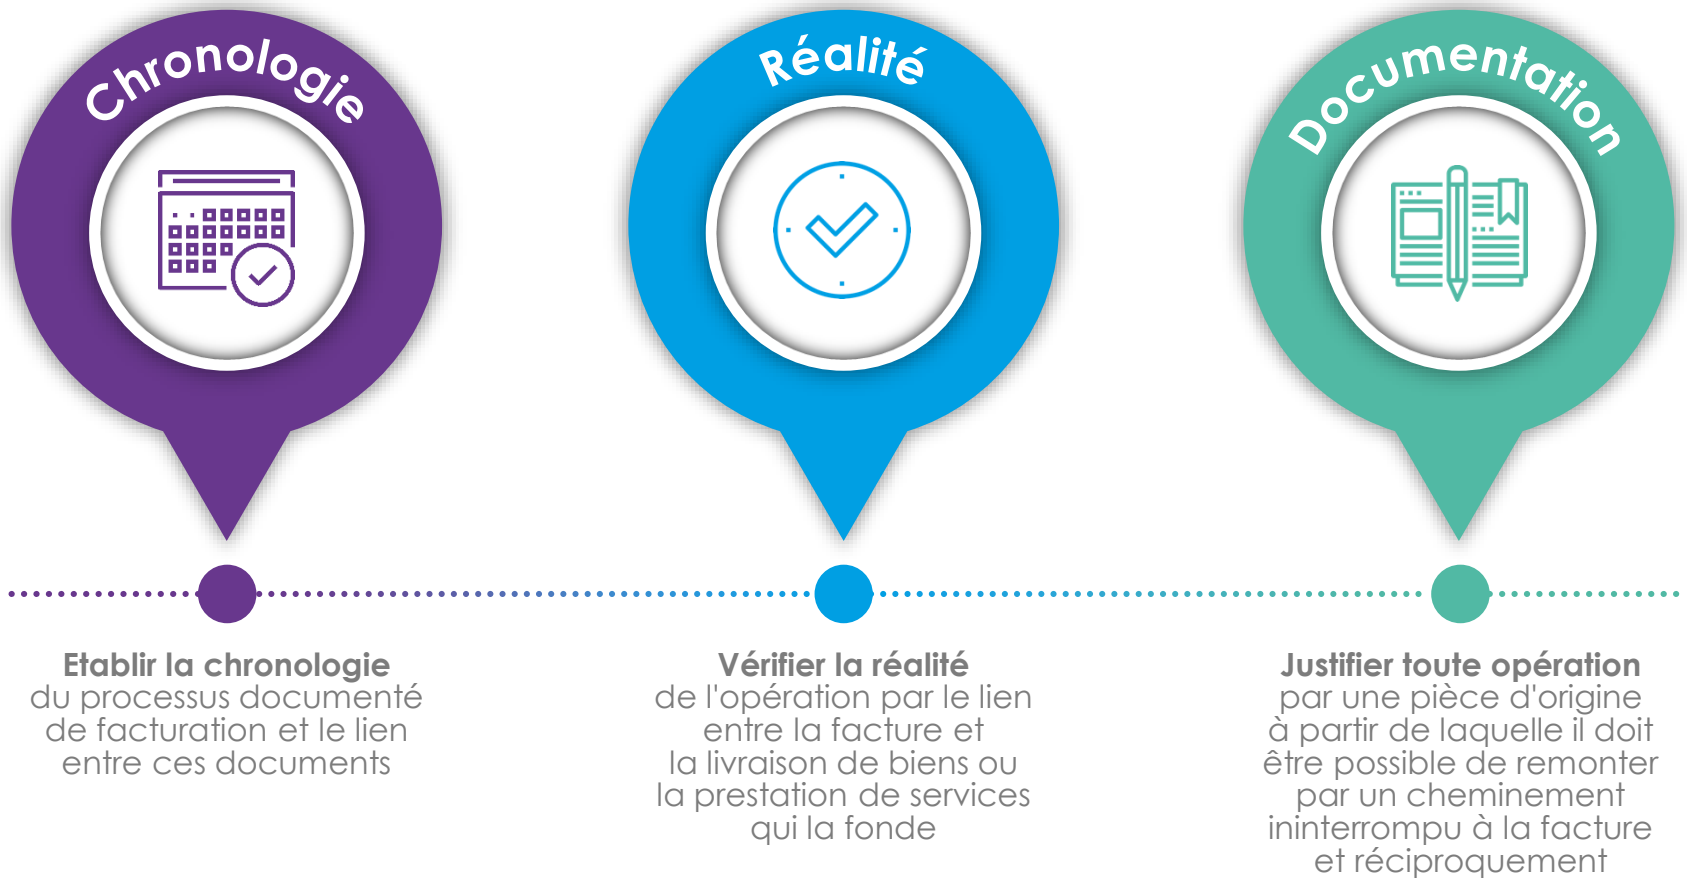 Chronologie
Réalité
Documentation
Etablir la chronologie
du processus documenté
de facturation et le lien
entre ces documents
Vérifier la réalité
de l'opération par le lien
entre la facture et
la livraison de biens ou
la prestation de services
qui la fonde
Justifier toute opération
par une pièce d'origine
à partir de laquelle il doit
être possible de remonter
par un cheminement
ininterrompu à la facture
et réciproquement